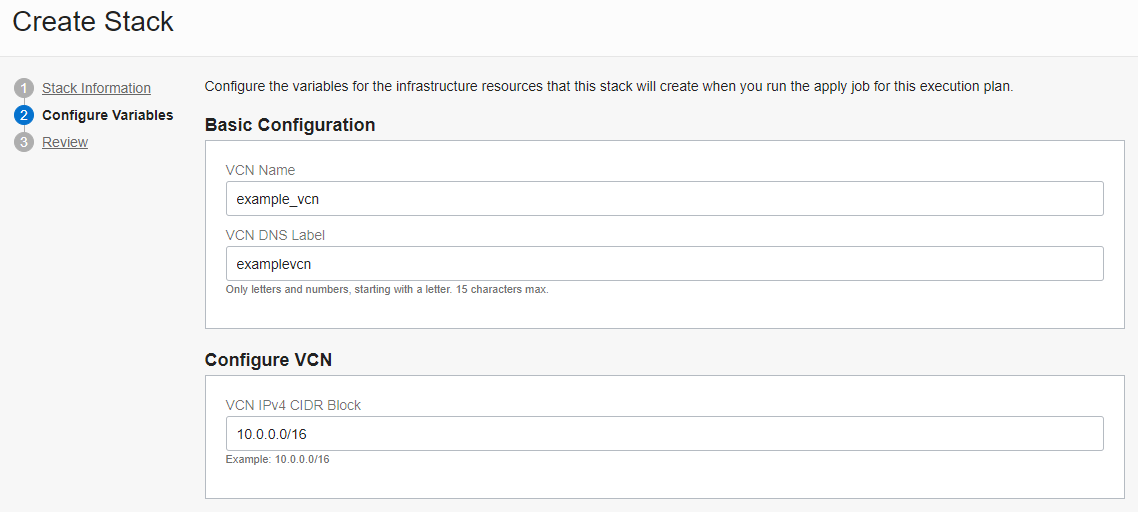 Create Stack
1 Stack Information
2 Configure Variables
3 Review
Configure the variables for the infrastructure resources that this stack will create when you run the apply job for this execution plan.
Basic Configuration
VCN Name
example_vcn
VCN DNS Label
examplevcn
Only letters and numbers, starting with a letter. 15 characters max.
Configure VCN
VCN IPv4 CIDR Block
10.0.0.0/16
Example: 10.0.0.0/16